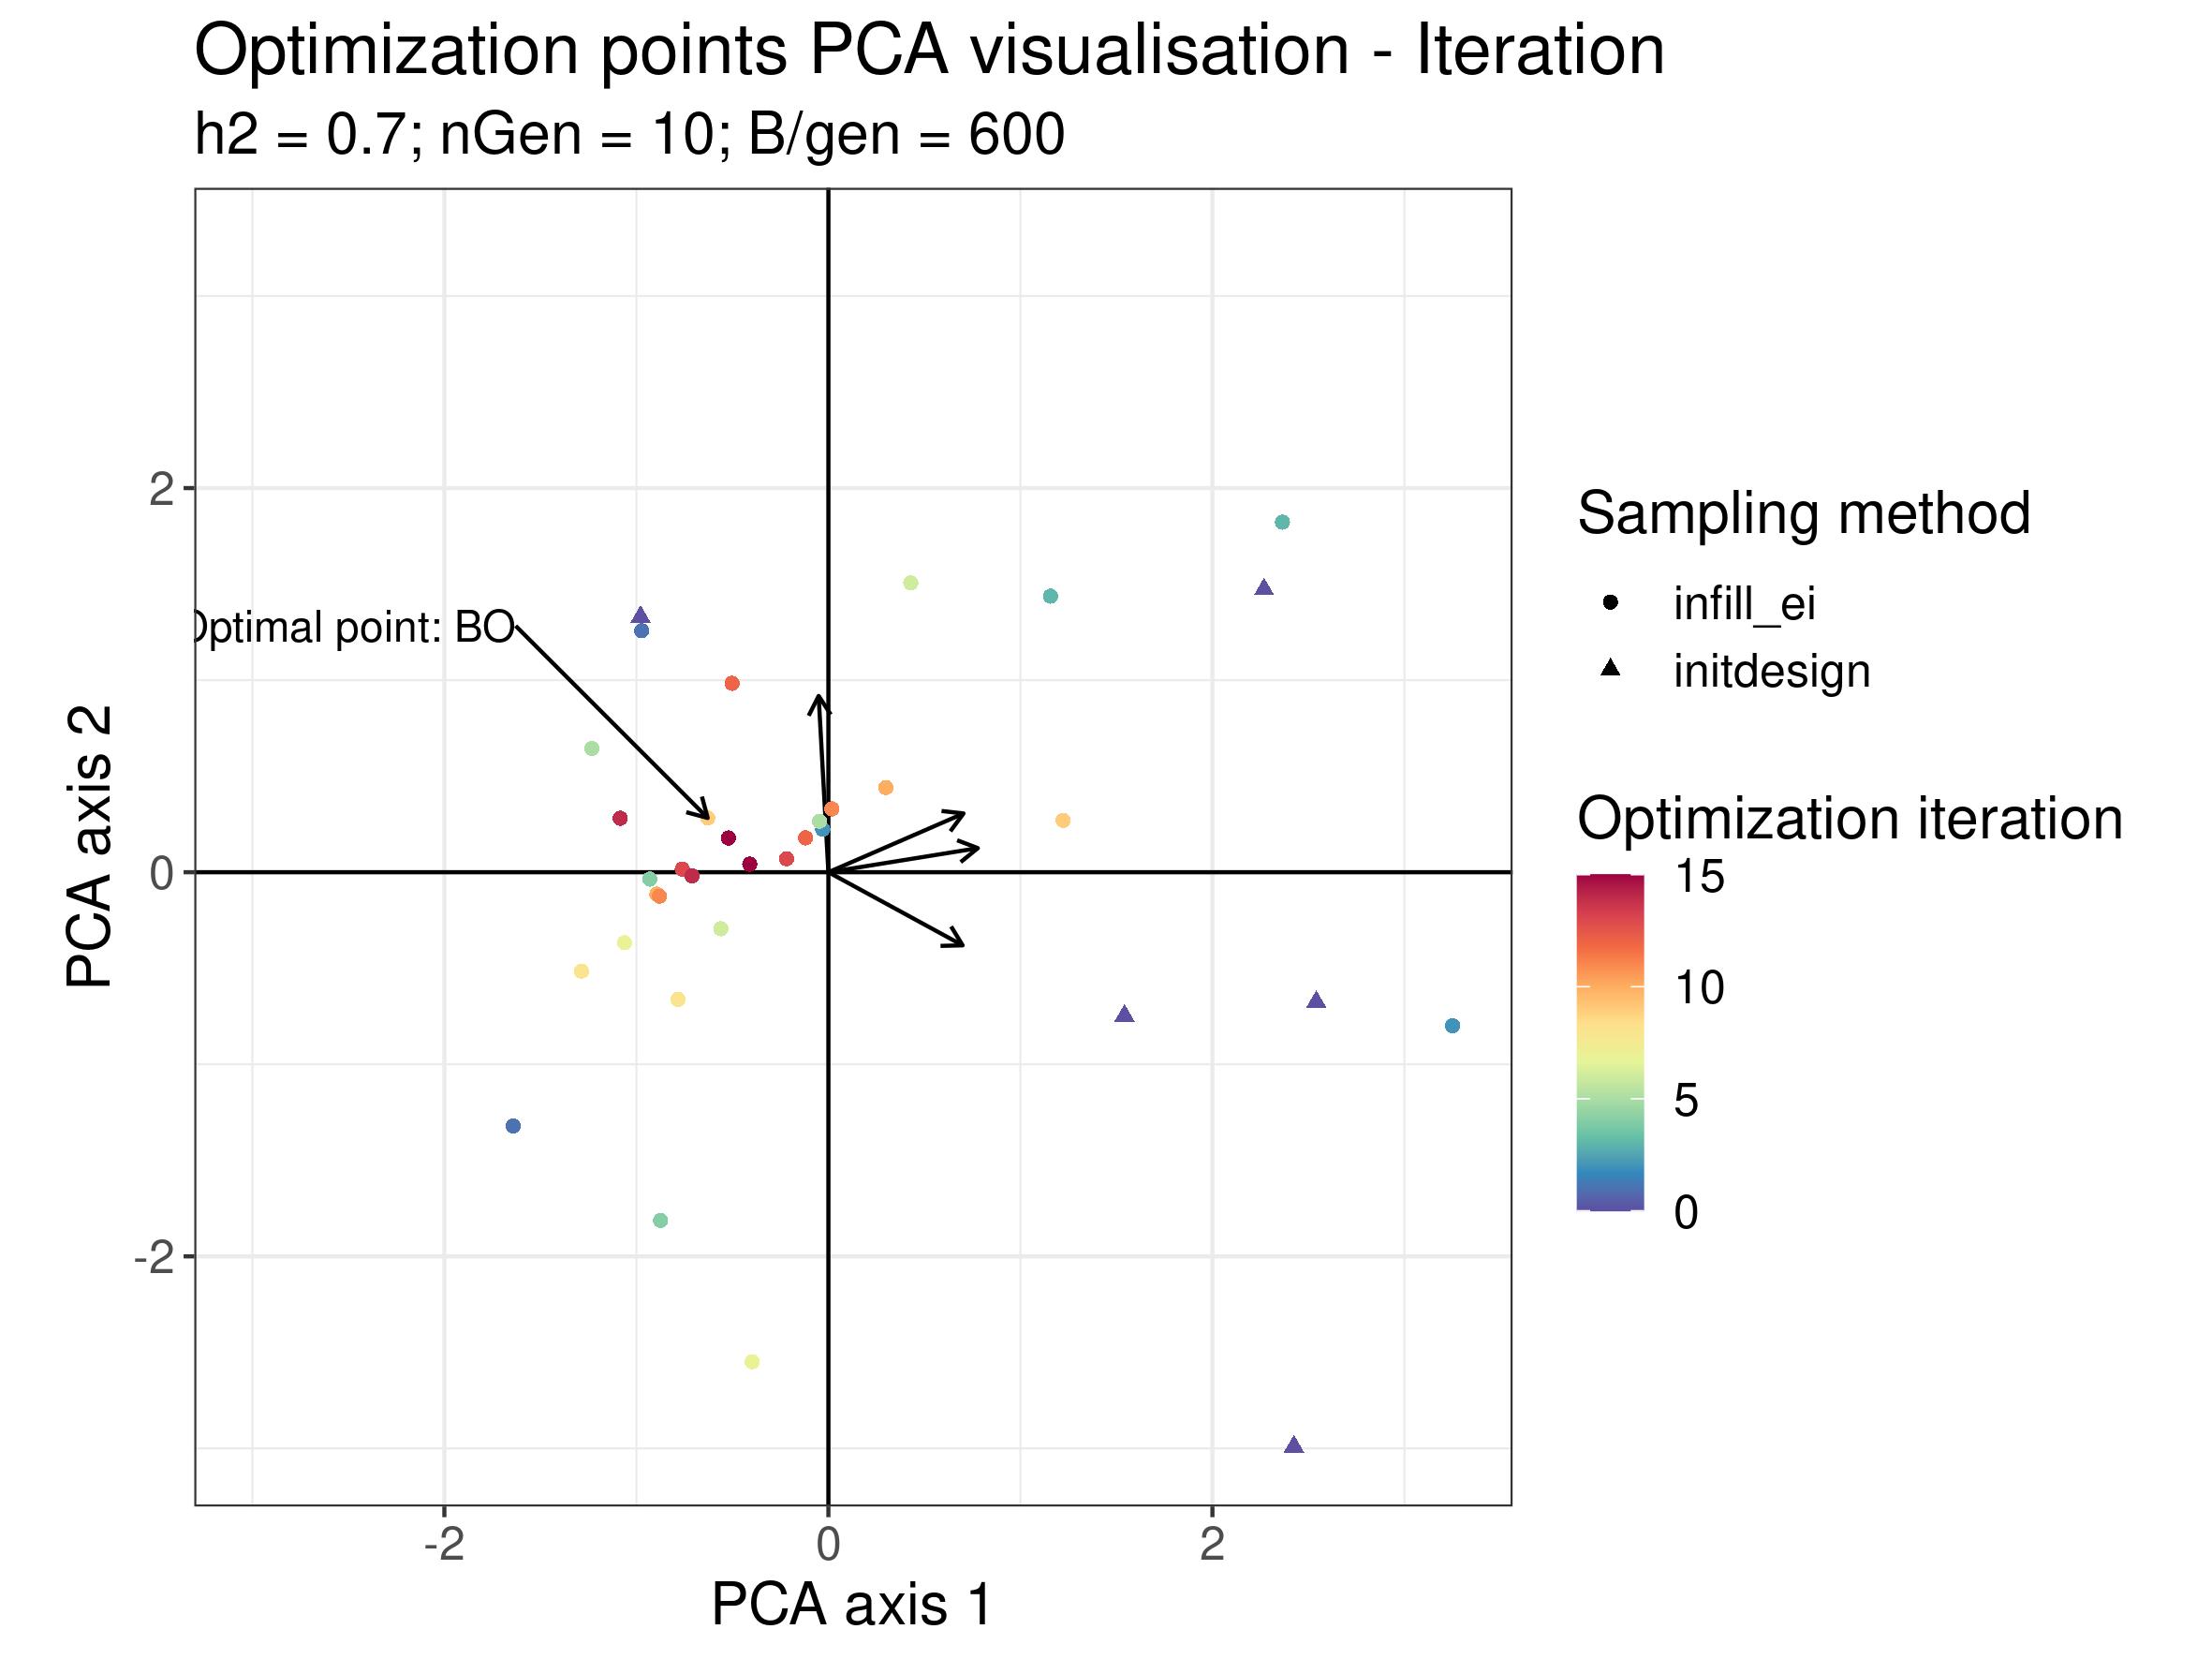 Optimization points PCA visualisation - Iteration
h2 = 0.7; nGen = 10; B/gen = 600
PCA axis 2
2
0
-2
Optimal point: BO
-2
0
2
PCA axis 1
Sampling method
infill_ei
initdesign
Optimization iteration
15
10
5
0